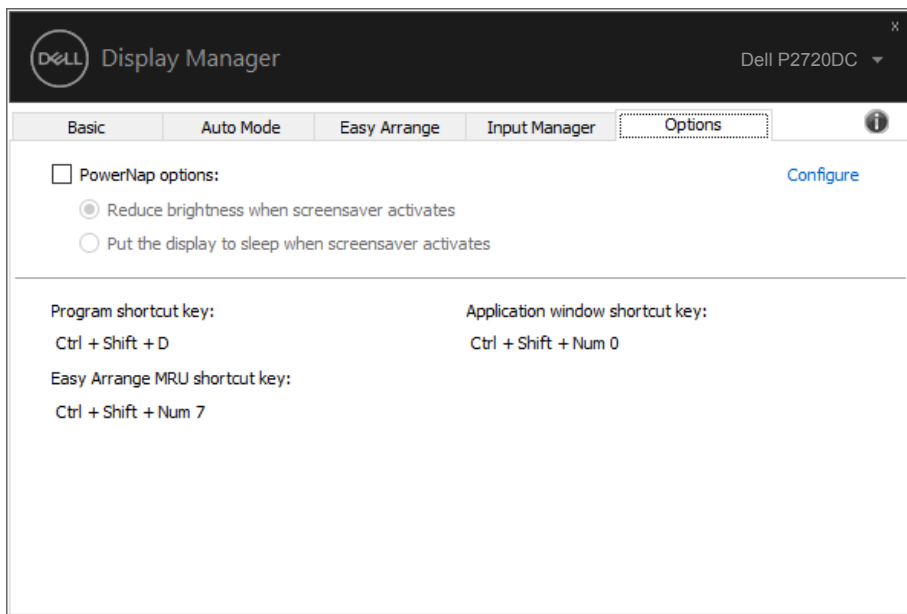 x
DELL Display Manager
Dell P2720DC
Basic Auto Mode Easy Arrange Input Manager Options
PowerNap options: Configure
Reduce brightness when screensaver activates
Put the display to sleep when screensaver activates
Program shortcut key: Application window shortcut key:
Ctrl + Shift + D Ctrl + Shift + Num 0
Easy Arrange MRU shortcut key:
Ctrl + Shift + Num 7